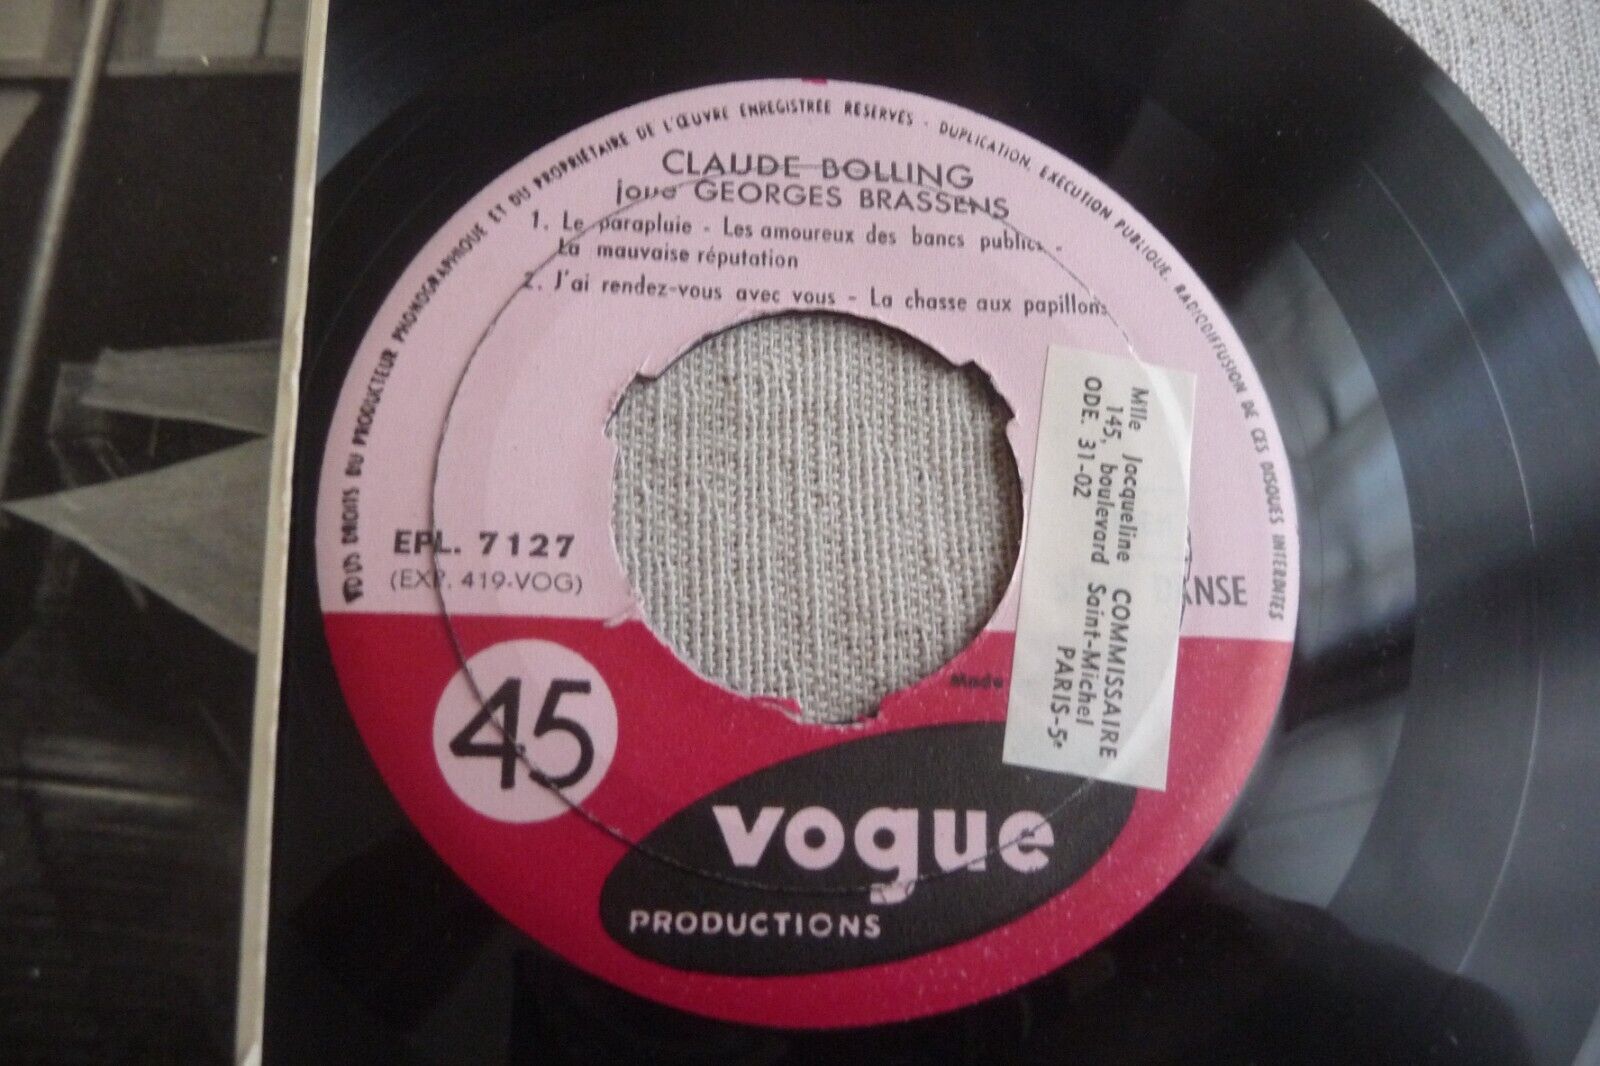 TOUS DROITS DU PRODUCTEUR PHONOGRAPHIQUE ET DU PROPRIÉTAIRE DE L'ŒUVRE ENREGISTRÉE RÉSERVÉS - DUPLICATION, EXÉCUTION PUBLIQUE, RADIODIFFUSION DE CES DISQUES INTERDITES
CLAUDE BOLLING
joue GEORGES BRASSENS
1. Le parapluie - Les amoureux des bancs publics -
La mauvaise réputation
2. J'ai rendez-vous avec vous - La chasse aux papillons
Mlle Jacqueline COMMISSAIRE
145, boulevard Saint-Michel
ODE. 31-02 PARIS-5e
EPL. 7127
(EXP. 419-VOG)
45
Made
vogue
PRODUCTIONS